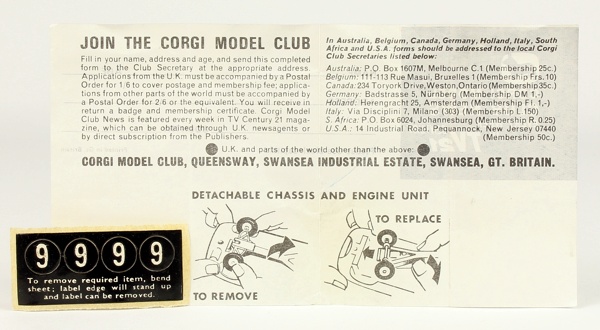 JOIN THE CORGI MODEL CLUB
Fill in your name, address and age, and send this completed
form to the Club Secretary at the appropriate address.
Applications from the U.K. must be accompanied by a Postal
Order for 1/6 to cover postage and membership fee; applica-
tions from other parts of the world must be accompanied by
a Postal Order for 2/6 or the equivalent. You will receive in
return a badge and membership certificate. Corgi Model
Club News is featured every week in TV Century 21 maga-
zine, which can be obtained through U.K. newsagents or
by direct subscription from the Publishers.
In Australia, Belgium, Canada, Germany, Holland, Italy, South
Africa and U.S.A. forms should be addressed to the local Corgi
Club Secretaries listed below:
Australia: P.O. Box 1607M, Melbourne C.1 (Membership 25c.)
Belgium: 111-113 Rue Masui, Bruxelles 1 (Membership Frs.10)
Canada: 234 Toryork Drive, Weston, Ontario (Membership 35c.)
Germany: Badstrasse 5, Nürnberg (Membership DM 1,-)
Holland: Herengracht 25, Amsterdam (Membership Fl. 1,-)
Italy: Via Disciplini 7, Milano (303) (Membership L. 150)
S. Africa: P.O. Box 6024, Johannesburg (Membership R. 0.25)
U.S.A.: 14 Industrial Road, Pequannock, New Jersey 07440
(Membership 50c.)
U.K. and parts of the world other than the above:
CORGI MODEL CLUB, QUEENSWAY, SWANSEA INDUSTRIAL ESTATE, SWANSEA, GT. BRITAIN.
DETACHABLE CHASSIS AND ENGINE UNIT
TO REPLACE
TO REMOVE
9 9 9 9
To remove required item, bend
sheet; label edge will stand up
and label can be removed.